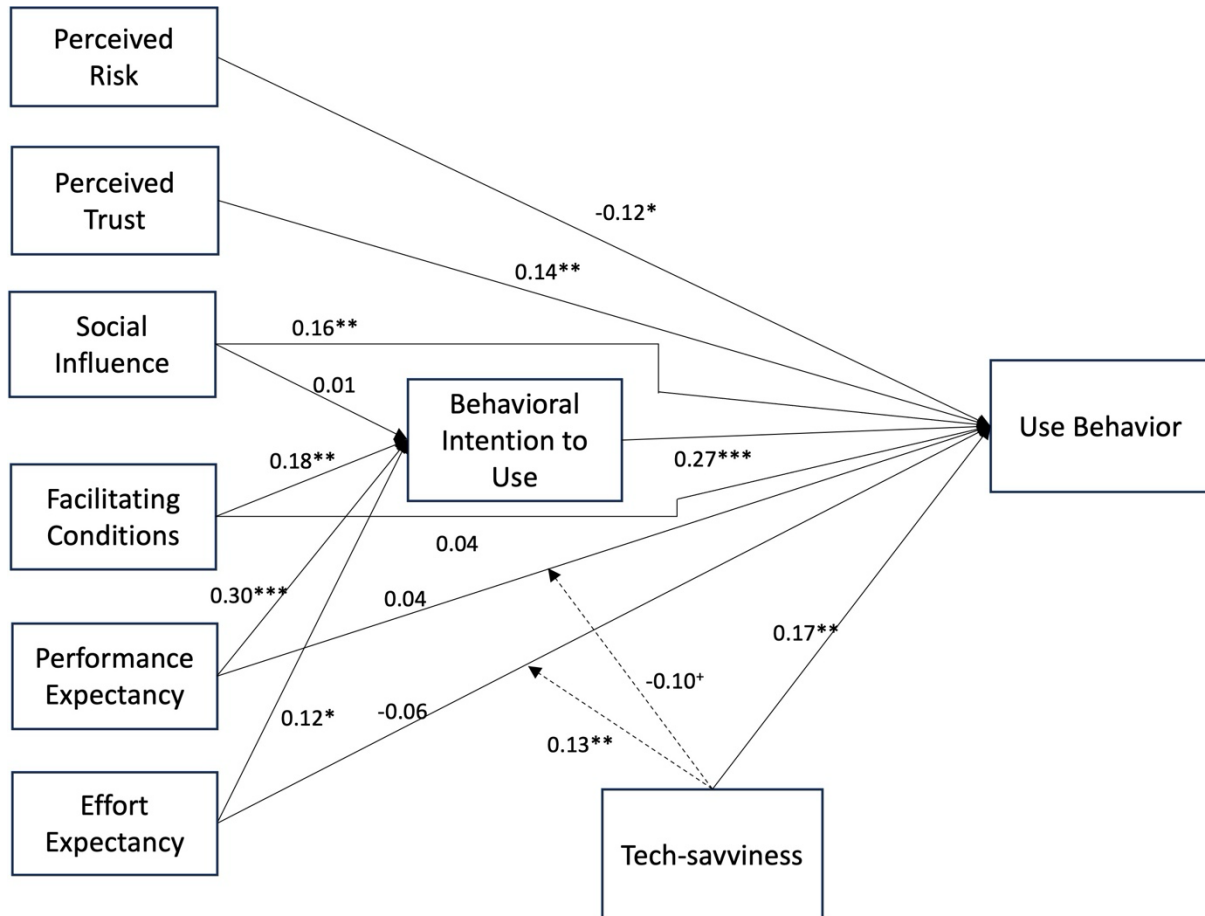 Perceived
Risk
Perceived
Trust
-0.12*
0.14**
Social
Influence
0.16**
0.01
Behavioral
Intention to
Use
Use Behavior
0.27***
0.18**
Facilitating
Conditions
0.04
0.30***
0.04
0.17**
Performance
Expectancy
-0.10+
0.12*
-0.06
0.13**
Effort
Expectancy
Tech-savviness